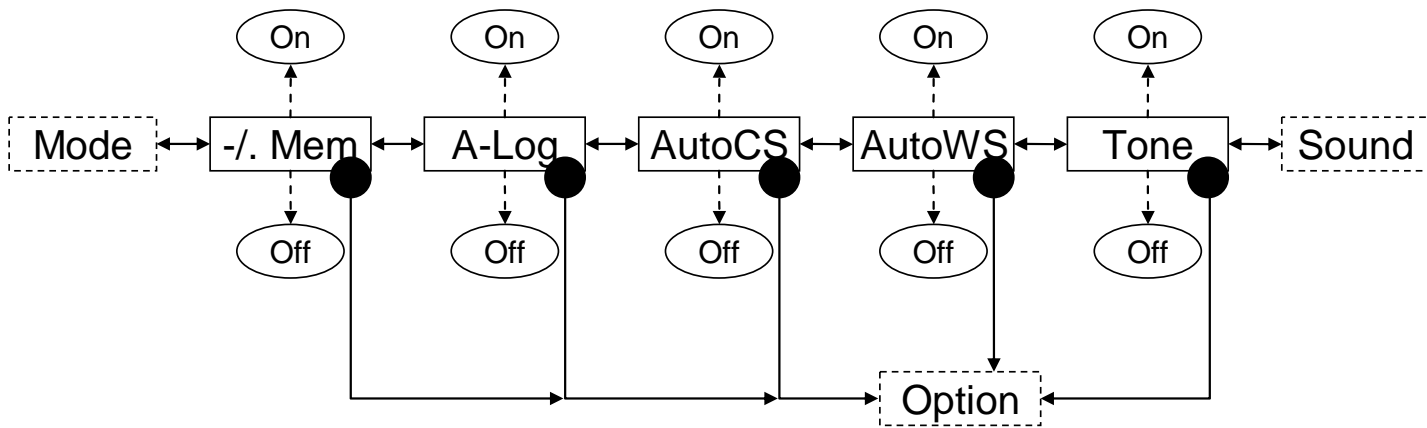 On On On On On
Mode -/. Mem A-Log AutoCS AutoWS Tone Sound
Off Off Off Off Off
Option